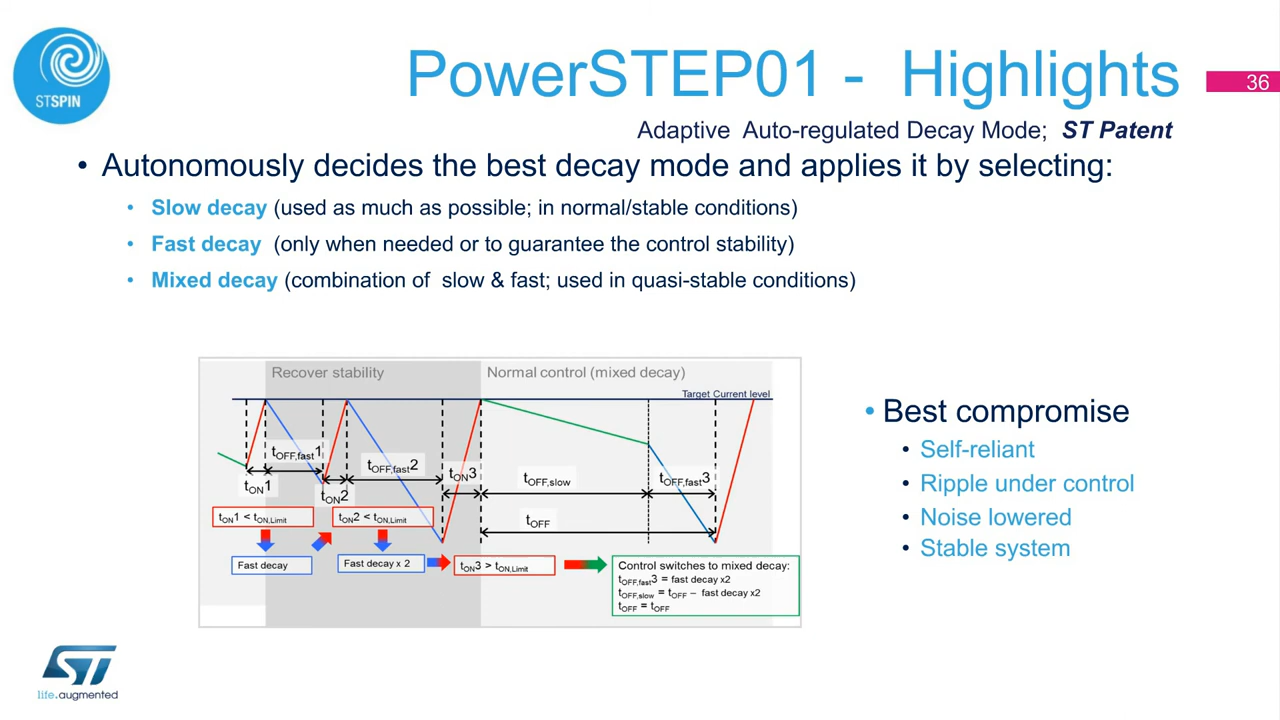 PowerSTEP01 - Highlights
36
STSPIN
Adaptive Auto-regulated Decay Mode; ST Patent
• Autonomously decides the best decay mode and applies it by selecting:
• Slow decay (used as much as possible; in normal/stable conditions)
• Fast decay (only when needed or to guarantee the control stability)
• Mixed decay (combination of slow & fast; used in quasi-stable conditions)
Recover stability
Normal control (mixed decay)
Target Current level
tOFF,fast1
tOFF,fast2
tON3
tOFF,slow
tOFF,fast3
tON1
tON2
tOFF
tON1 < tON,Limit
tON2 < tON,Limit
Fast decay
Fast decay x 2
tON3 > tON,Limit
Control switches to mixed decay:
tOFF,fast3 = fast decay x2
tOFF,slow = tOFF – fast decay x2
tOFF = tOFF
• Best compromise
• Self-reliant
• Ripple under control
• Noise lowered
• Stable system
ST
life.augmented